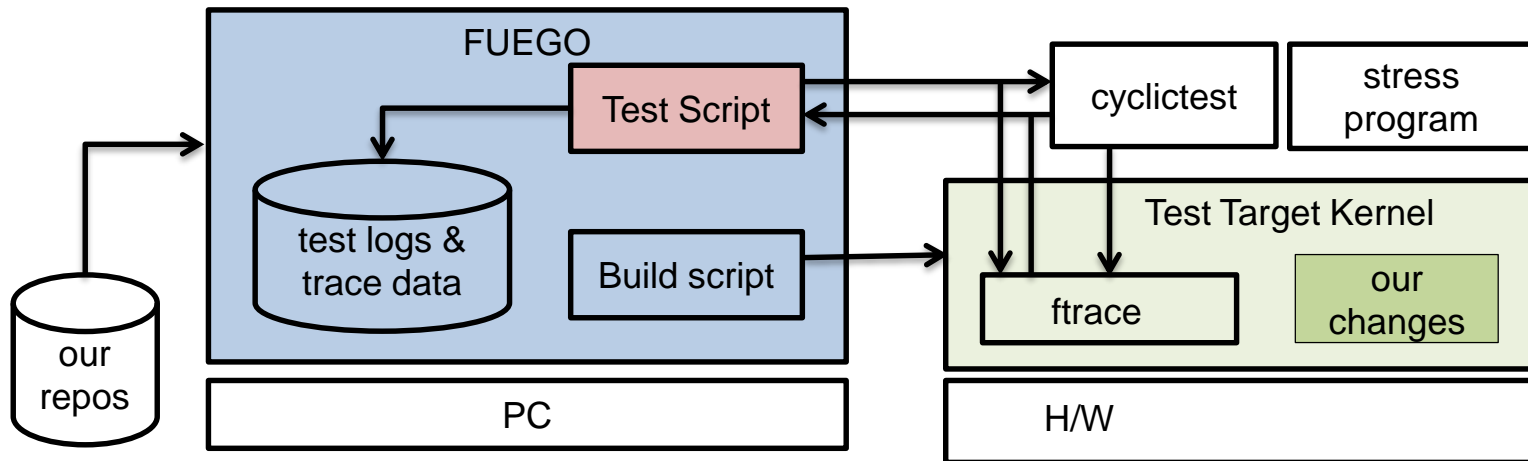 FUEGO
Test Script
test logs &
trace data
Build script
our
repos
PC
cyclictest
stress
program
Test Target Kernel
ftrace
our
changes
H/W